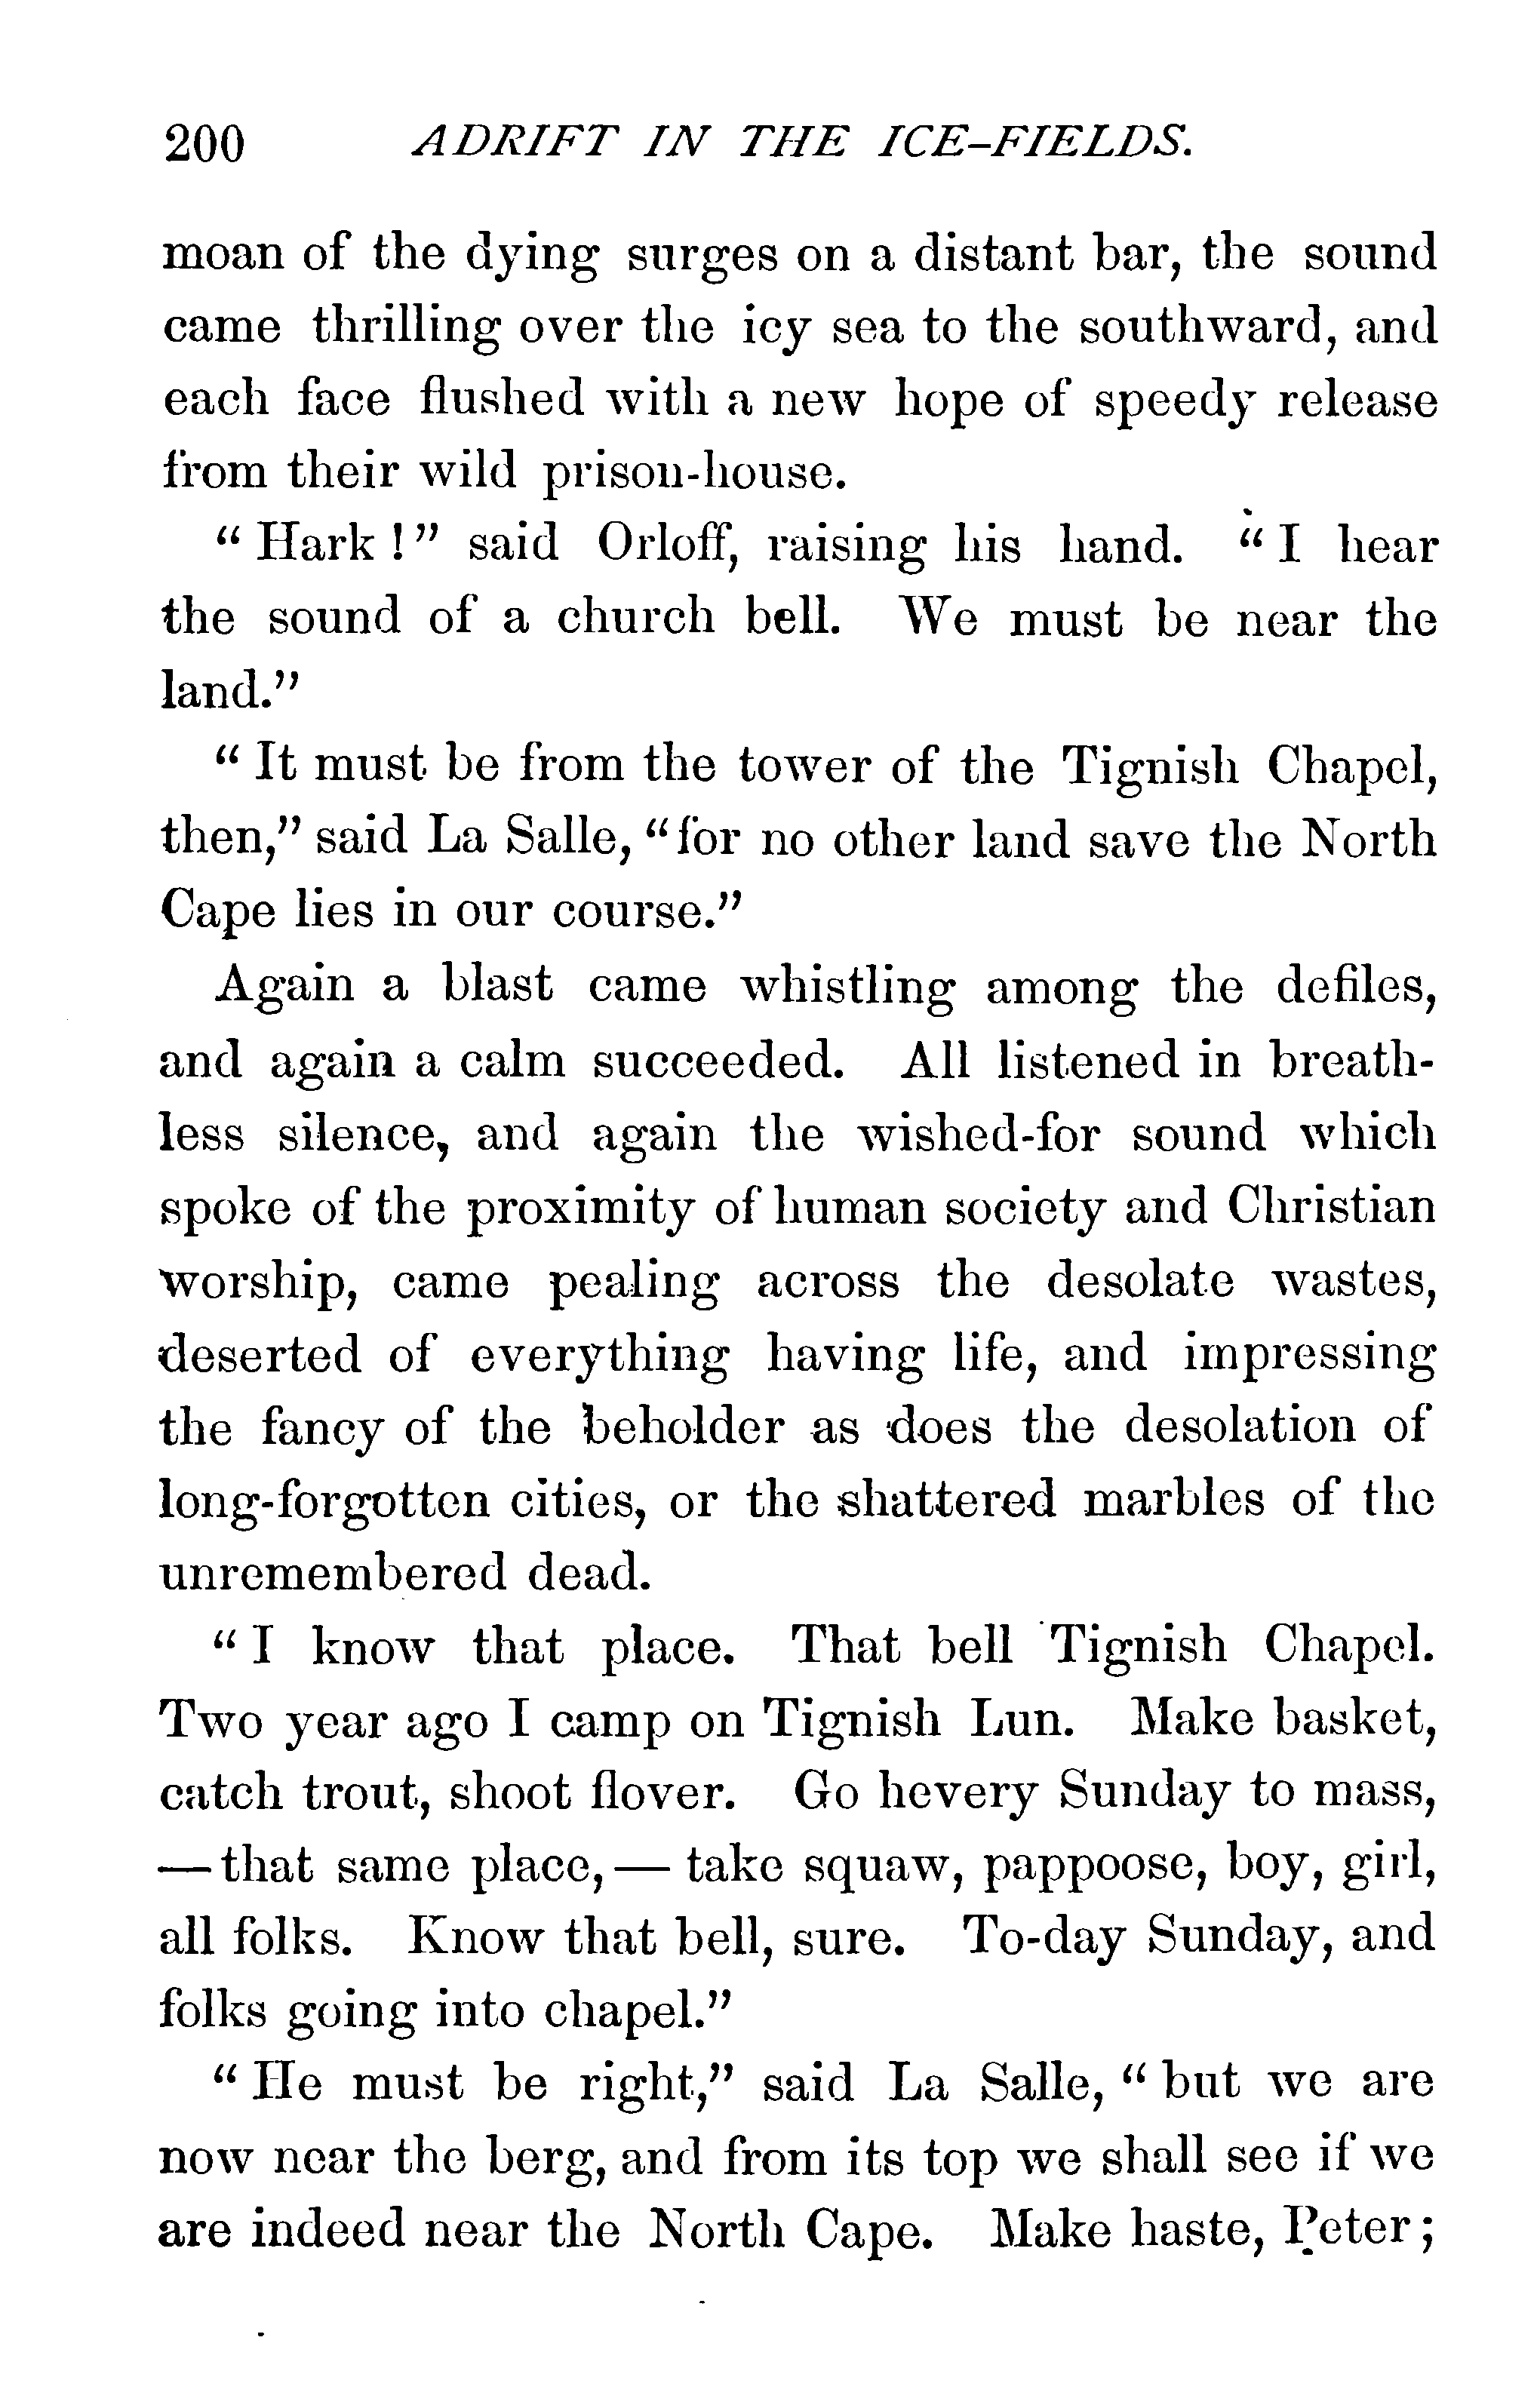 200 ADRIFT IN THE ICE-FIELDS.
moan of the dying surges on a distant bar, the sound
came thrilling over the icy sea to the southward, and
each face flushed with a new hope of speedy release
from their wild prison-house.
"Hark!" said Orloff, raising his hand. "I hear
the sound of a church bell. We must be near the
land."
"It must be from the tower of the Tignish Chapel,
then," said La Salle, "for no other land save the North
Cape lies in our course."
Again a blast came whistling among the defiles,
and again a calm succeeded. All listened in breath-
less silence, and again the wished-for sound which
spoke of the proximity of human society and Christian
worship, came pealing across the desolate wastes,
deserted of everything having life, and impressing
the fancy of the beholder as does the desolation of
long-forgotten cities, or the shattered marbles of the
unremembered dead.
"I know that place. That bell Tignish Chapel.
Two year ago I camp on Tignish Lun. Make basket,
catch trout, shoot flover. Go hevery Sunday to mass,
— that same place, — take squaw, pappoose, boy, girl,
all folks. Know that bell, sure. To-day Sunday, and
folks going into chapel."
"He must be right," said La Salle, "but we are
now near the berg, and from its top we shall see if we
are indeed near the North Cape. Make haste, Peter;